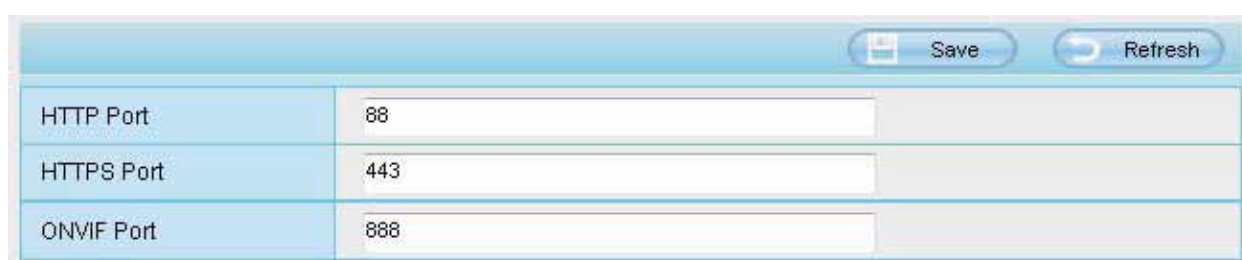 Save Refresh
HTTP Port 88
HTTPS Port 443
ONVIF Port 888